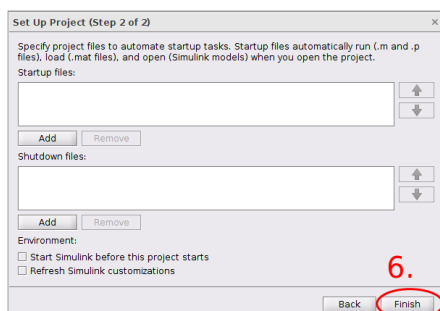 Set Up Project (Step 2 of 2)
×
Specify project files to automate startup tasks. Startup files automatically run (.m and .p
files), load (.mat files), and open (Simulink models) when you open the project.
Startup files:
Add Remove
Shutdown files:
Add Remove
Environment:
Start Simulink before this project starts
Refresh Simulink customizations
6.
Back Finish